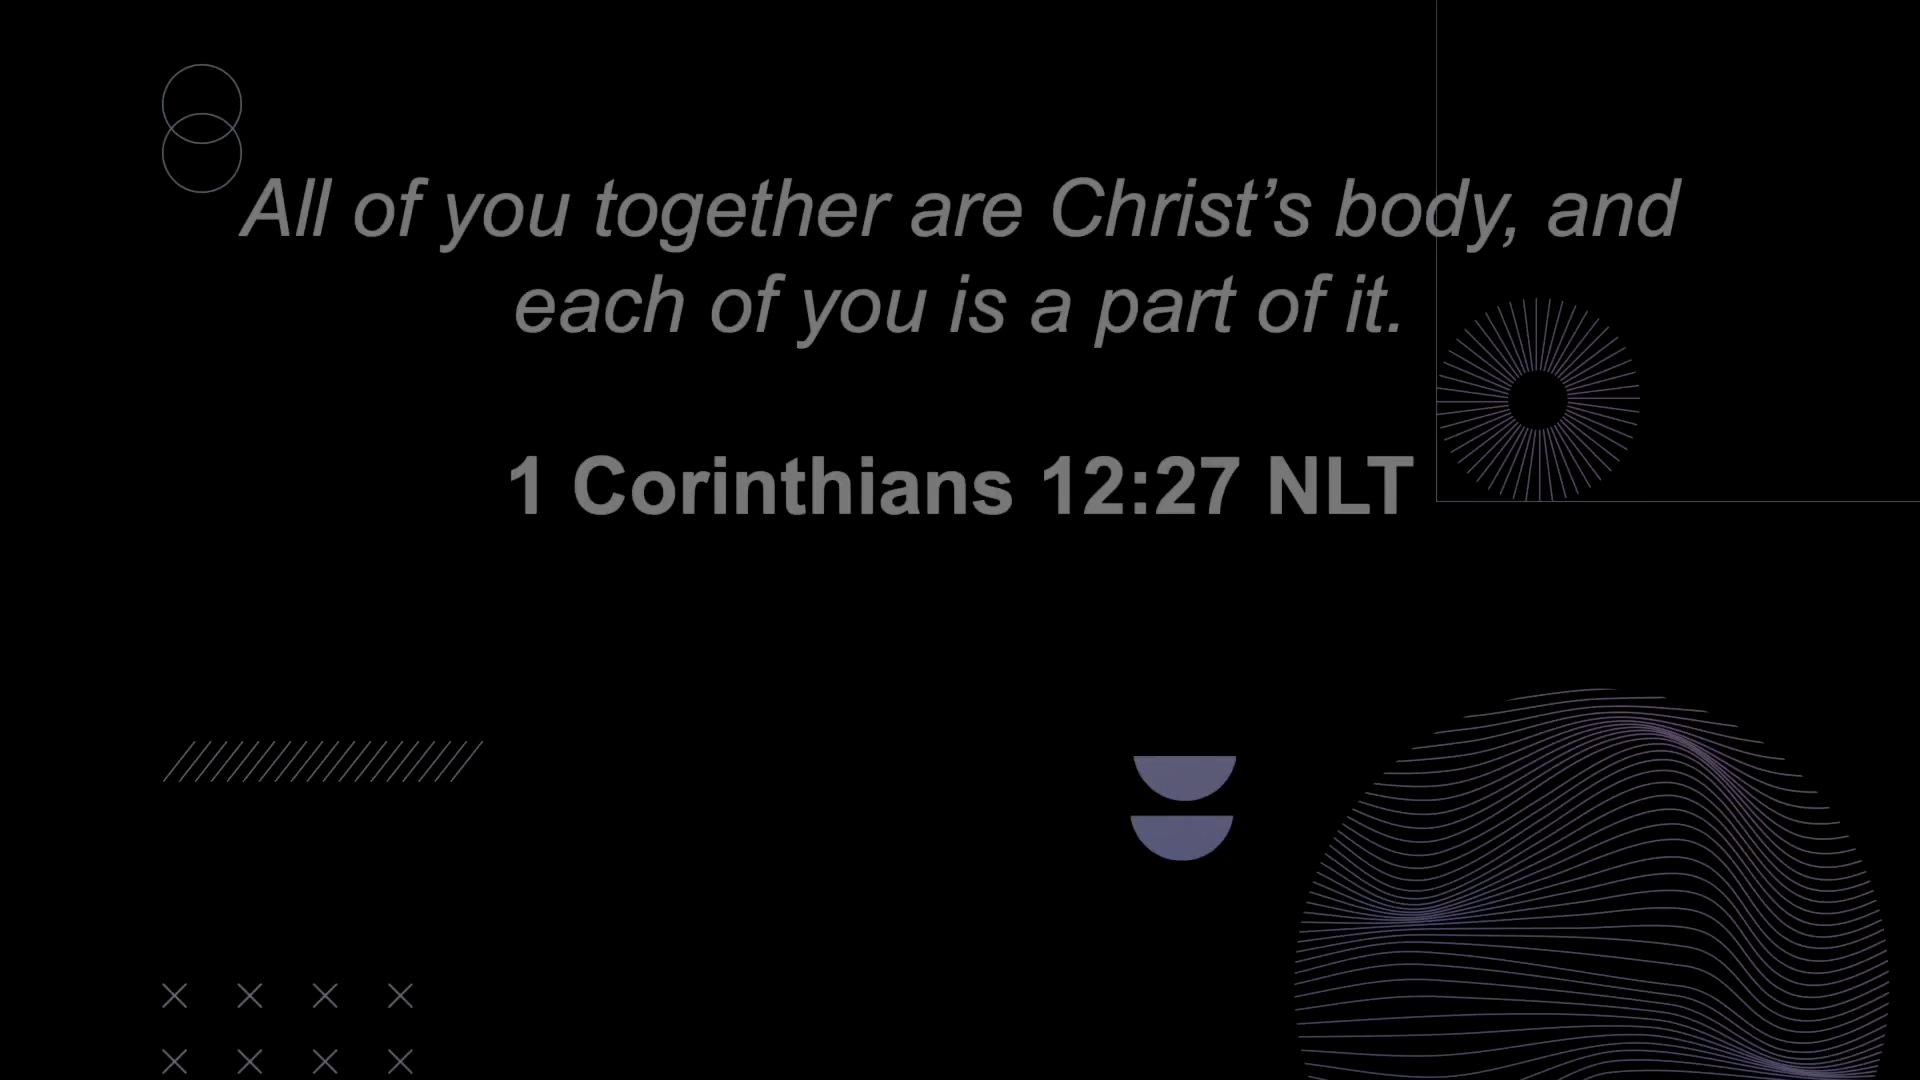 All of you together are Christ’s body, and
each of you is a part of it.
1 Corinthians 12:27 NLT